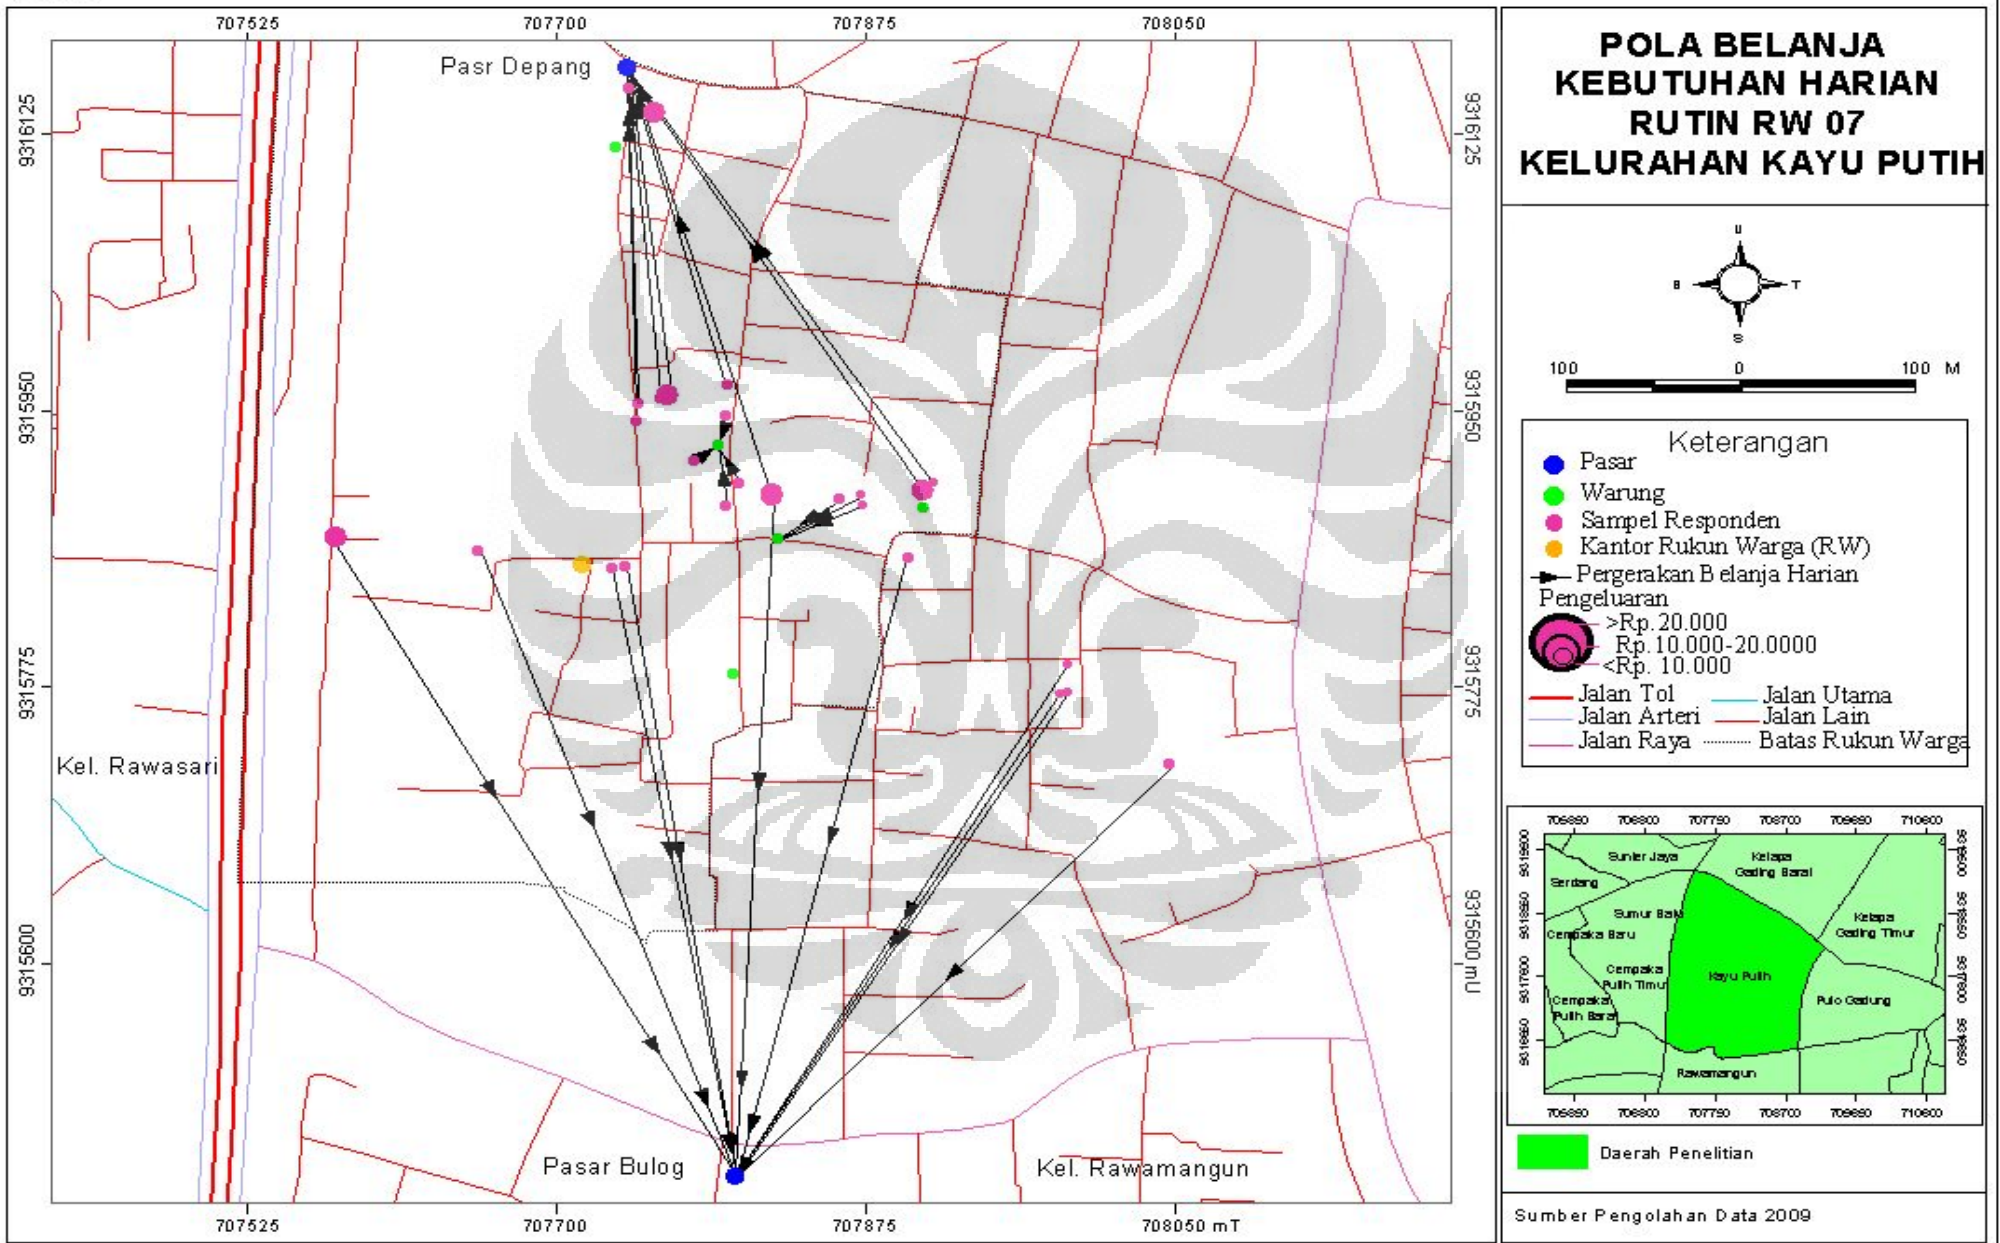 707525 707700 707875 708050
Pasr Depang
9316125
9315950
9315775
9315600
9316125
9315950
9315775
9315600 mU
Kel. Rawasari
Pasar Bulog
Kel. Rawamangun
707525 707700 707875 708050 mT
POLA BELANJA
KEBUTUHAN HARIAN
RUTIN RW 07
KELURAHAN KAYU PUTIH
U
B T
S
100 0 100 M
Keterangan
Pasar
Warung
Sampel Responden
Kantor Rukun Warga (RW)
Pergerakan Belanja Harian
Pengeluaran
>Rp. 20.000
Rp. 10.000-20.0000
<Rp. 10.000
Jalan Tol Jalan Utama
Jalan Arteri Jalan Lain
Jalan Raya Batas Rukun Warga
Sunter Jaya
Kelapa
Gading Barat
Serdang
Sumur Batu
Kelapa
Gading Timur
Cempaka Baru
Cempaka
Putih Timur
Kayu Putih
Cempaka
Putih Barat
Pulo Gadung
Rawamangun
Daerah Penelitian
Sumber Pengolahan Data 2009